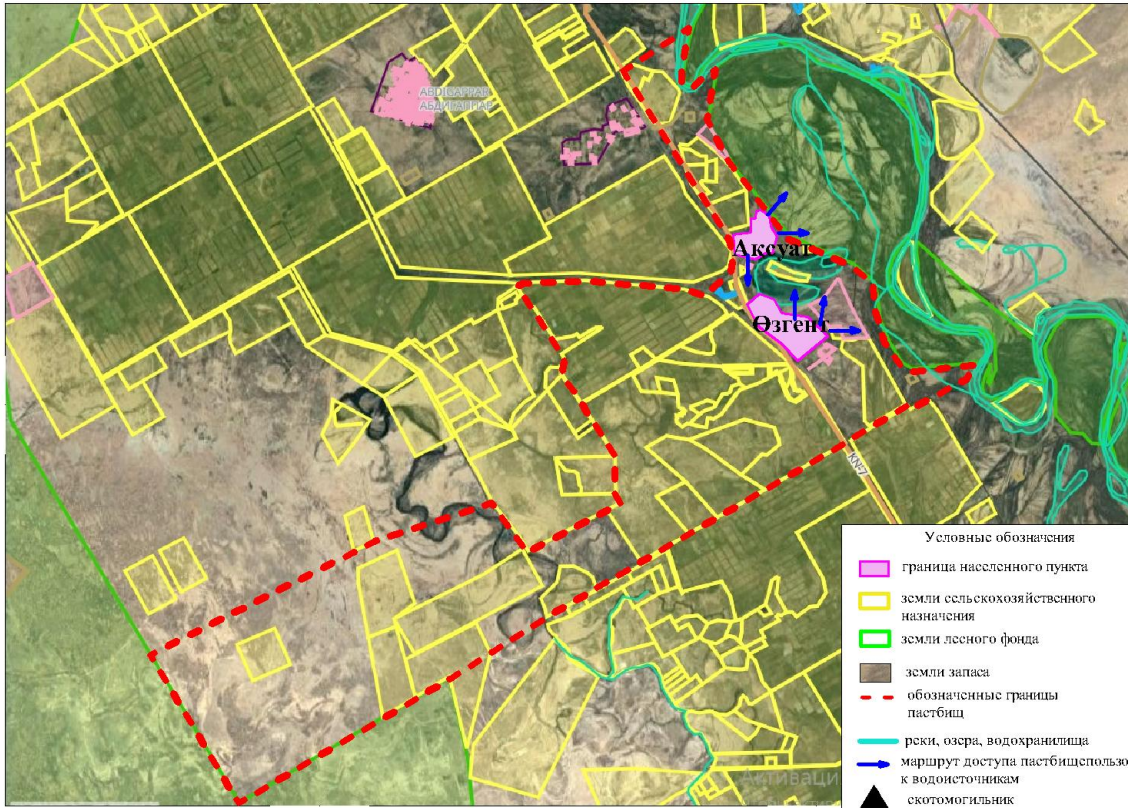 ABDIGAPPAR
АБДИГАППАР
Аксуат
Өзгент
KN-7
Условные обозначения
граница населенного пункта
земли сельскохозяйственного
назначения
земли лесного фонда
земли запаса
обозначенные границы
пастбищ
реки, озера, водохранилища
маршрут доступа пастбищепользо
к водоисточникам
скотомогильник
Активаци